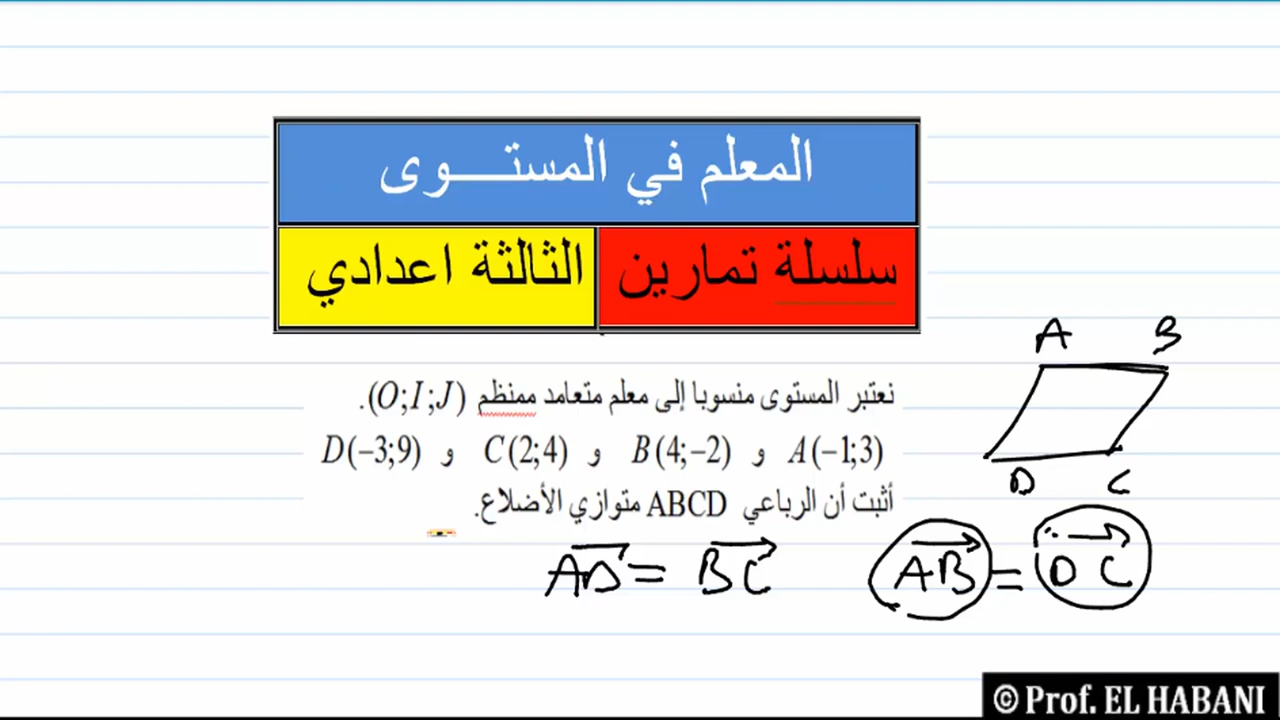 المعلم في المستـــوى
سلسلة تمارين
الثالثة اعدادي
نعتبر المستوى منسوبا إلى معلم متعامد ممنظم (O;I;J).
A(−1;3) و B(4;−2) و C(2;4) و D(−3;9)
أثبت أن الرباعي ABCD متوازي الأضلاع.
A B
D C
AD = BC
AB = DC
© Prof. EL HABANI